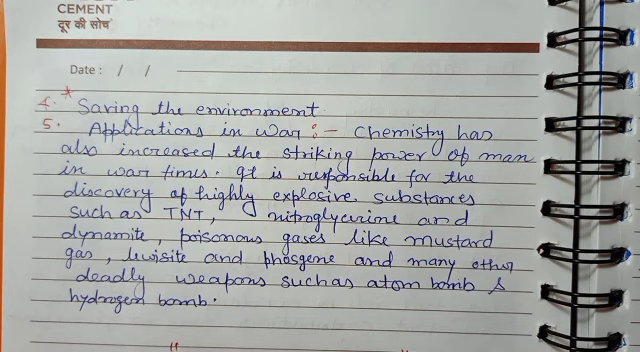 CEMENT
दूर की सोच
Date : / /
4. * Saving the environment
5. Applications in war :- Chemistry has
also increased the striking power of man
in war times. It is responsible for the
discovery of highly explosive substances
such as TNT, nitroglycerine and
dynamite, poisonous gases like mustard
gas, lewisite and phosgene and many other
deadly weapons such as atom bomb &
hydrogen bomb.